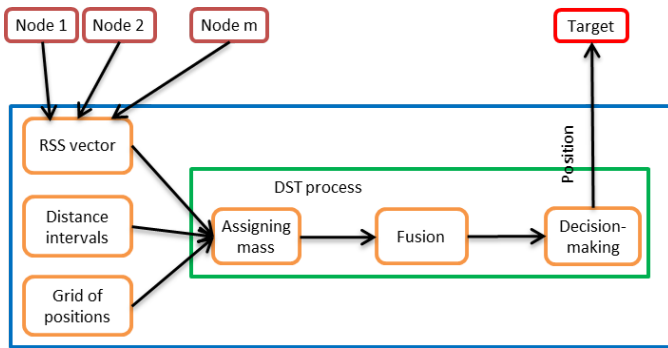 Node 1
Node 2
Node m
Target
RSS vector
Position
DST process
Distance
intervals
Assigning
mass
Fusion
Decision-
making
Grid of
positions